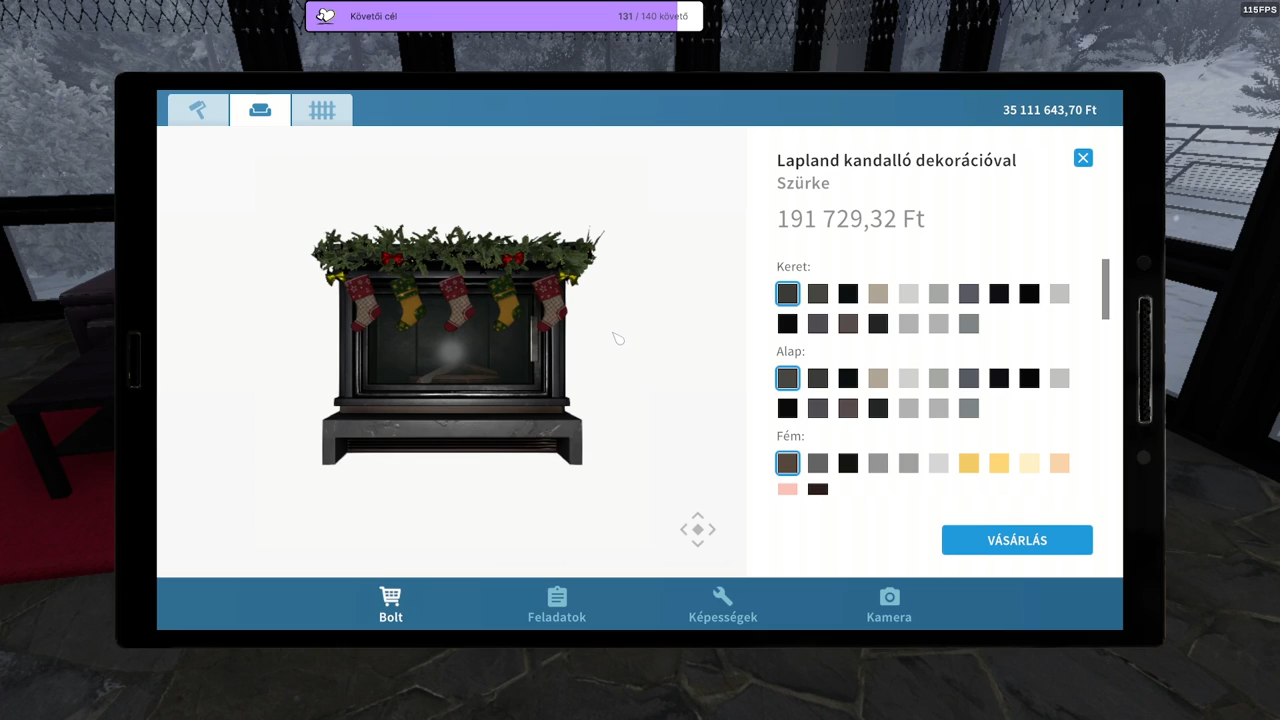 Követői cél
131 / 140 követő
115FPS
35 111 643,70 Ft
Lapland kandalló dekorációval
Szürke
191 729,32 Ft
Keret:
Alap:
Fém:
VÁSÁRLÁS
Bolt
Feladatok
Képességek
Kamera